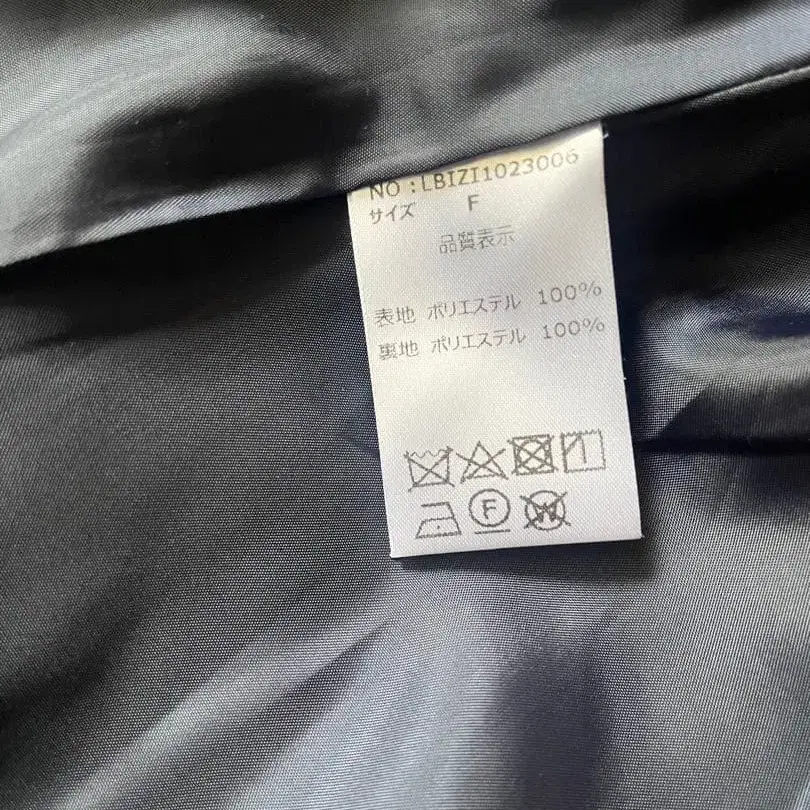 NO:LBIZI1023006
サイズ F
品質表示
表地 ポリエステル 100%
裏地 ポリエステル 100%
F W